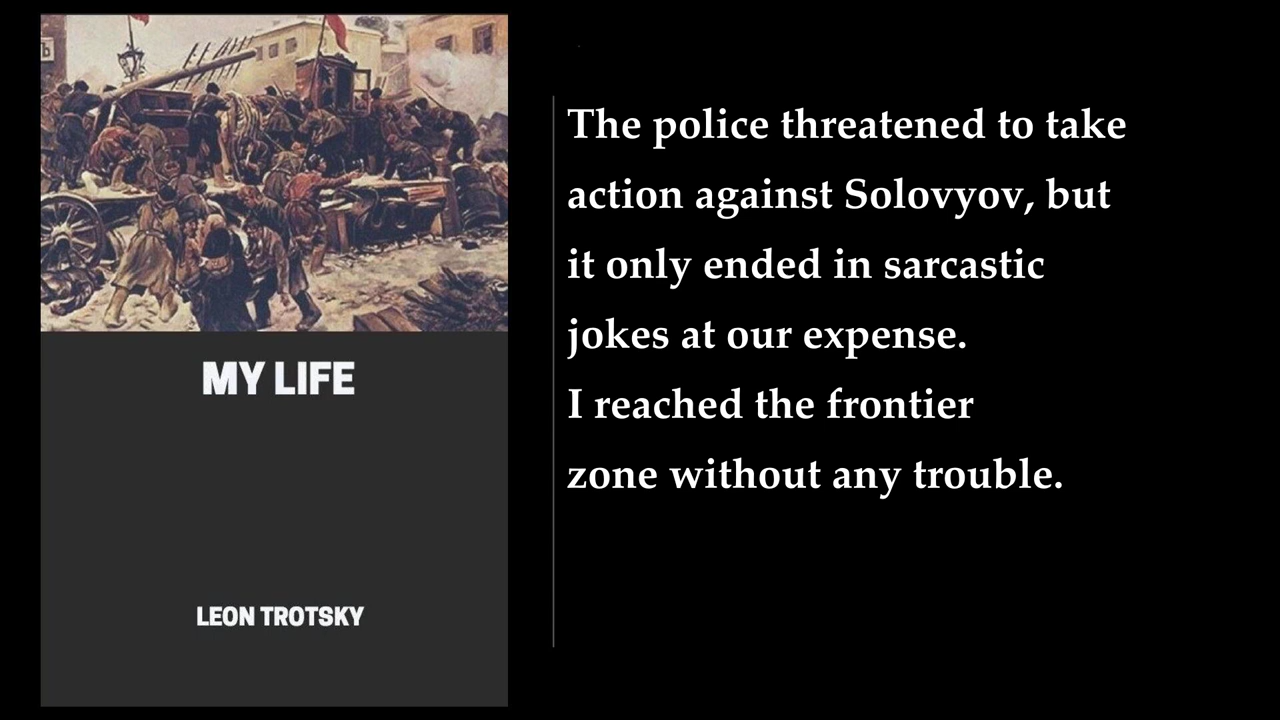 MY LIFE
LEON TROTSKY
The police threatened to take
action against Solovyov, but
it only ended in sarcastic
jokes at our expense.
I reached the frontier
zone without any trouble.